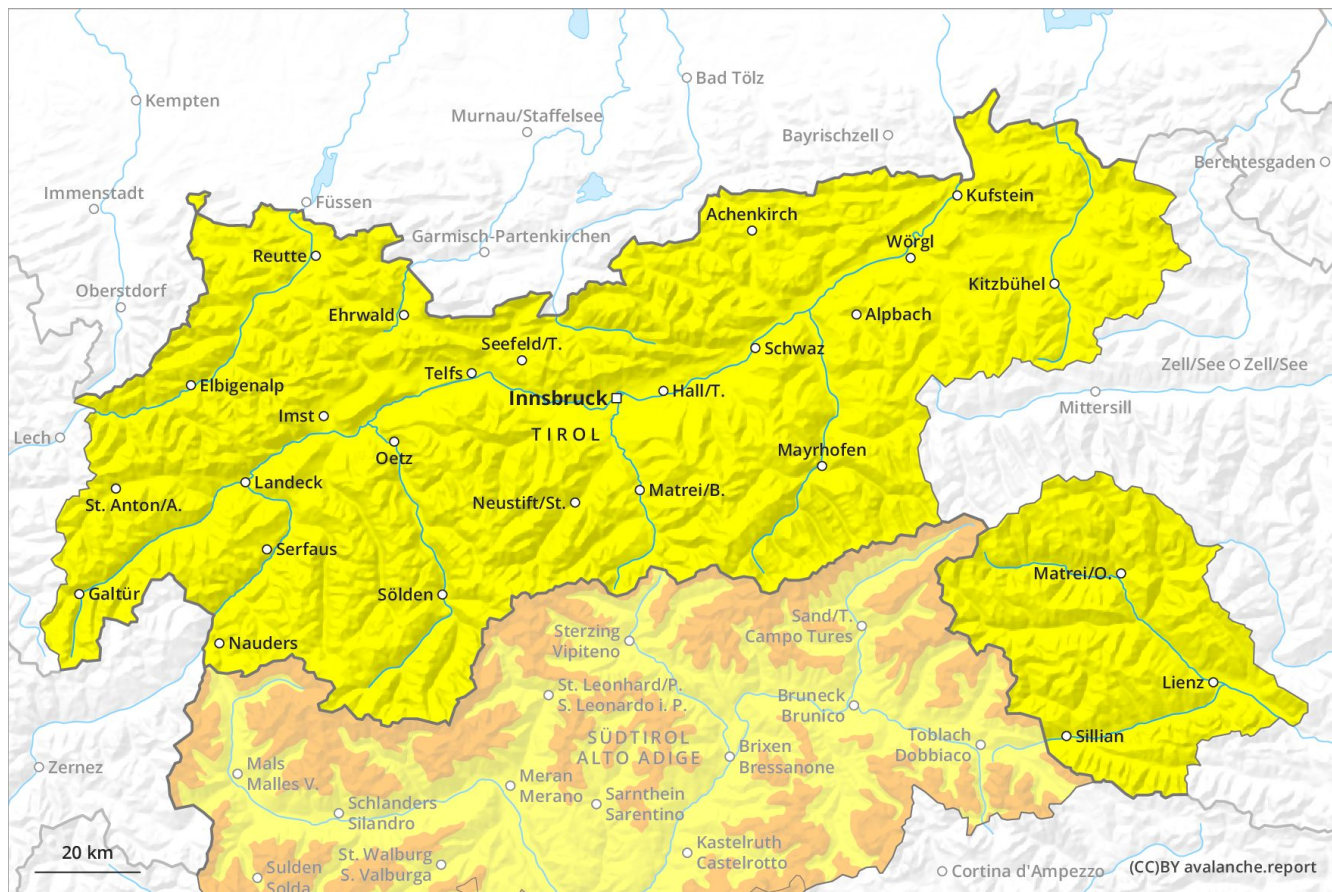 Kempten
Bad Tölz
Murnau/Staffelsee
Bayrischzell
Berchtesgaden
Immenstadt
Füssen
Kufstein
Achenkirch
Garmisch-Partenkirchen
Wörgl
Reutte
Oberstdorf
Kitzbühel
Ehrwald
Alpbach
Seefeld/T.
Schwaz
Telfs
Zell/See
Zell/See
Elbigenalp
Innsbruck
Hall/T.
Mittersill
Imst
Lech
TIROL
Oetz
Mayrhofen
Landeck
St. Anton/A.
Neustift/St.
Matrei/B.
Serfaus
Matrei/O.
Galtür
Sölden
Sand/T.
Campo Tures
Sterzing
Vipiteno
Nauders
St. Leonhard/P.
S. Leonardo i. P.
Bruneck
Brunico
Lienz
SÜDTIROL
ALTO ADIGE
Toblach
Dobbiaco
Sillian
Brixen
Bressanone
Zernez
Mals
Malles V.
Meran
Merano
Sarnthein
Sarentino
Schlanders
Silandro
20 km
St. Walburg
S. Valburga
Kastelruth
Castelrotto
Sulden
Solda
Cortina d'Ampezzo
(CC)BY avalanche.report